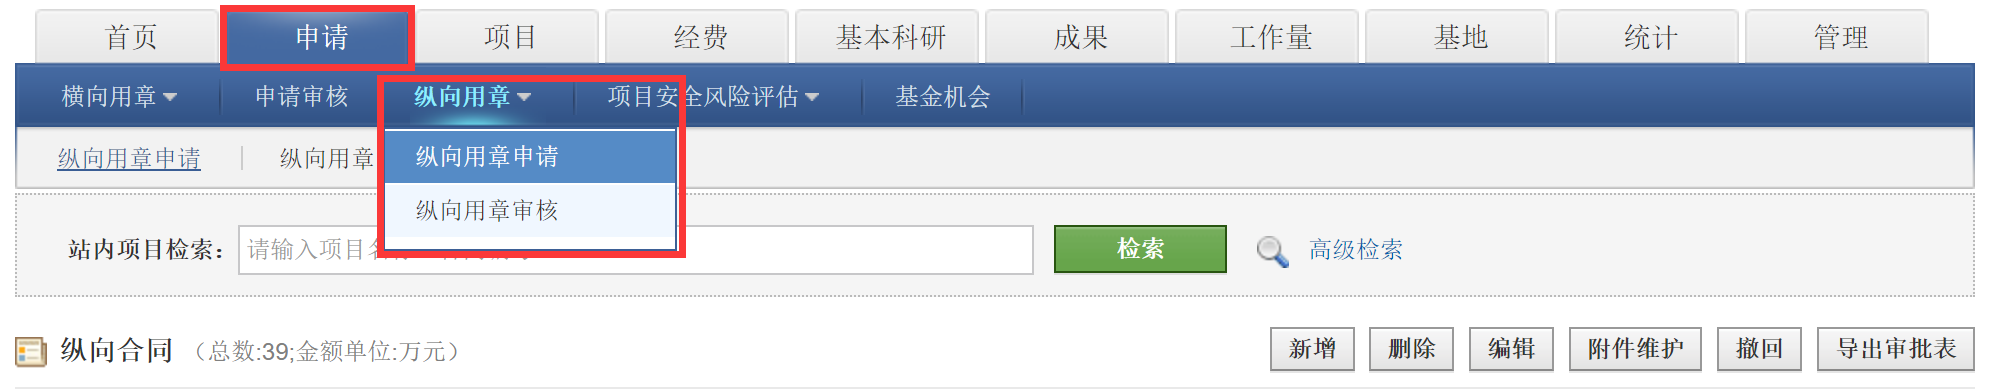 首页 申请 项目 经费 基本科研 成果 工作量 基地 统计 管理
横向用章 申请审核 纵向用章 项目安全风险评估 基金机会
纵向用章申请 纵向用章 纵向用章申请
纵向用章审核
站内项目检索： 请输入项目名 检索 高级检索
纵向合同 （总数:39;金额单位:万元） 新增 删除 编辑 附件维护 撤回 导出审批表